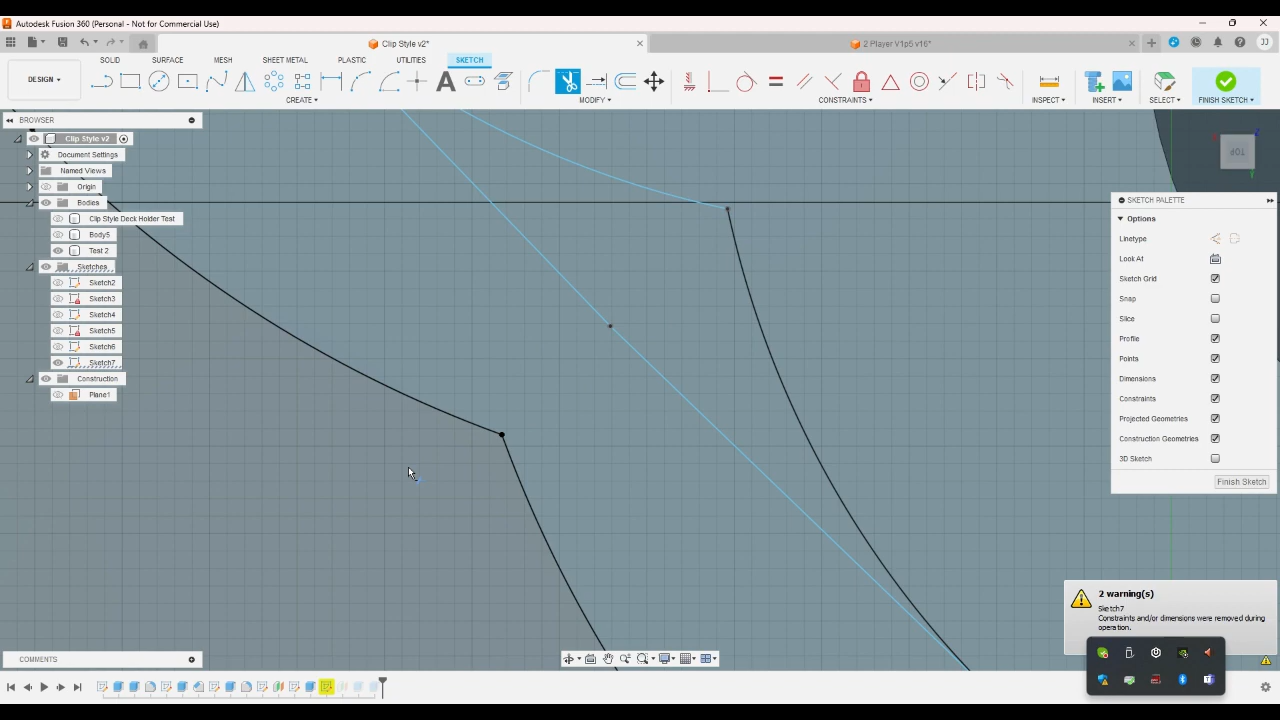 Autodesk Fusion 360 (Personal - Not for Commercial Use)
Clip Style v2*
2 Player V1p5 v16*
JJ
DESIGN
SOLID
SURFACE
MESH
SHEET METAL
PLASTIC
UTILITIES
SKETCH
CREATE
MODIFY
CONSTRAINTS
INSPECT
INSERT
SELECT
FINISH SKETCH
BROWSER
Clip Style v2
Document Settings
Named Views
Origin
Bodies
Clip Style Deck Holder Test
Body5
Test 2
Sketches
Sketch2
Sketch3
Sketch4
Sketch5
Sketch6
Sketch7
Construction
Plane1
TOP
SKETCH PALETTE
Options
Linetype
Look At
Sketch Grid
Snap
Slice
Profile
Points
Dimensions
Constraints
Projected Geometries
Construction Geometries
3D Sketch
Finish Sketch
2 warning(s)
Sketch7
Constraints and/or dimensions were removed during
operation.
COMMENTS